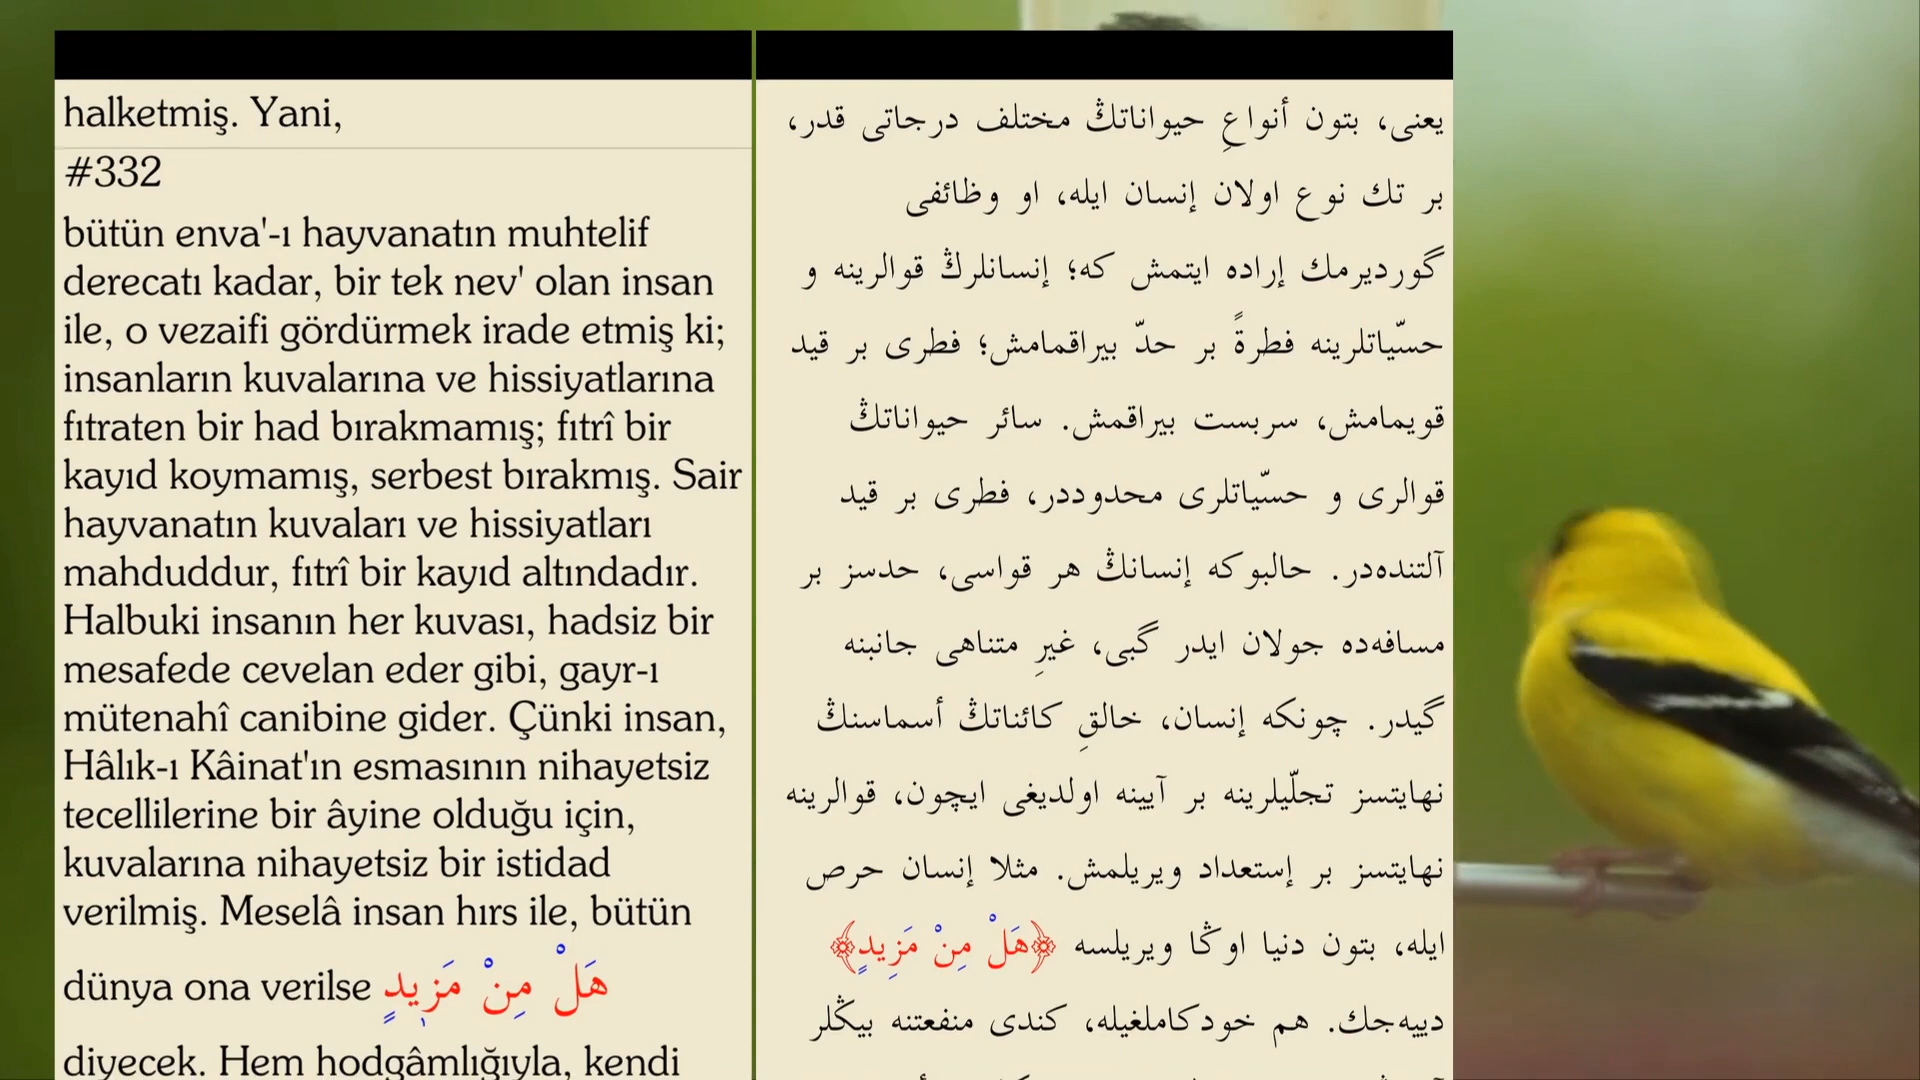 halketmiş. Yani,
#332
bütün enva'-ı hayvanatın muhtelif
derecatı kadar, bir tek nev' olan insan
ile, o vezaifi gördürmek irade etmiş ki;
insanların kuvalarına ve hissiyatlarına
fıtraten bir had bırakmamış; fıtrî bir
kayıd koymamış, serbest bırakmış. Sair
hayvanatın kuvaları ve hissiyatları
mahduddur, fıtrî bir kayıd altındadır.
Halbuki insanın her kuvası, hadsiz bir
mesafede cevelan eder gibi, gayr-ı
mütenahî canibine gider. Çünki insan,
Hâlık-ı Kâinat'ın esmasının nihayetsiz
tecellilerine bir âyine olduğu için,
kuvalarına nihayetsiz bir istidad
verilmiş. Meselâ insan hırs ile, bütün
dünya ona verilse هَلْ مِنْ مَزٖيدٍ
diyecek. Hem hodgâmlığıyla, kendi
يعنى، بتون أنواعِ حيواناتڭ مختلف درجاتى قدر،
بر تك نوع اولان إنسان ايله، او وظائفى
گورديرمك إراده ايتمش كه؛ إنسانلرڭ قوالرينه و
حسّياتلرينه فطرةً بر حدّ بيراقمامش؛ فطرى بر قيد
قويمامش، سربست بيراقمش. سائر حيواناتڭ
قوالرى و حسّياتلرى محدوددر، فطرى بر قيد
آلتنده‌در. حالبوكه إنسانڭ هر قواسى، حدسز بر
مسافه‌ده جولان ايدر گبى، غيرِ متناهى جانبنه
گيدر. چونكه إنسان، خالقِ كائناتڭ أسماسنڭ
نهايتسز تجلّيلرينه بر آيينه اولديغى ايچون، قوالرينه
نهايتسز بر إستعداد ويريلمش. مثلا إنسان حرص
ايله، بتون دنيا اوڭا ويريلسه ﴿هَلْ مِنْ مَزِيدٍ﴾
دييه‌جك. هم خودكاملغيله، كندى منفعتنه بيڭلر